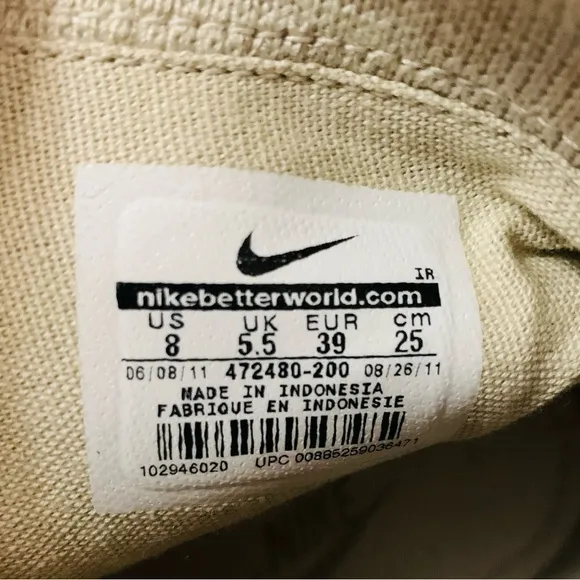 IR
nikebetterworld.com
US UK EUR cm
8 5.5 39 25
06/08/11 472480-200 08/26/11
MADE IN INDONESIA
FABRIQUE EN INDONESIE
102946020 UPC 00886259036471